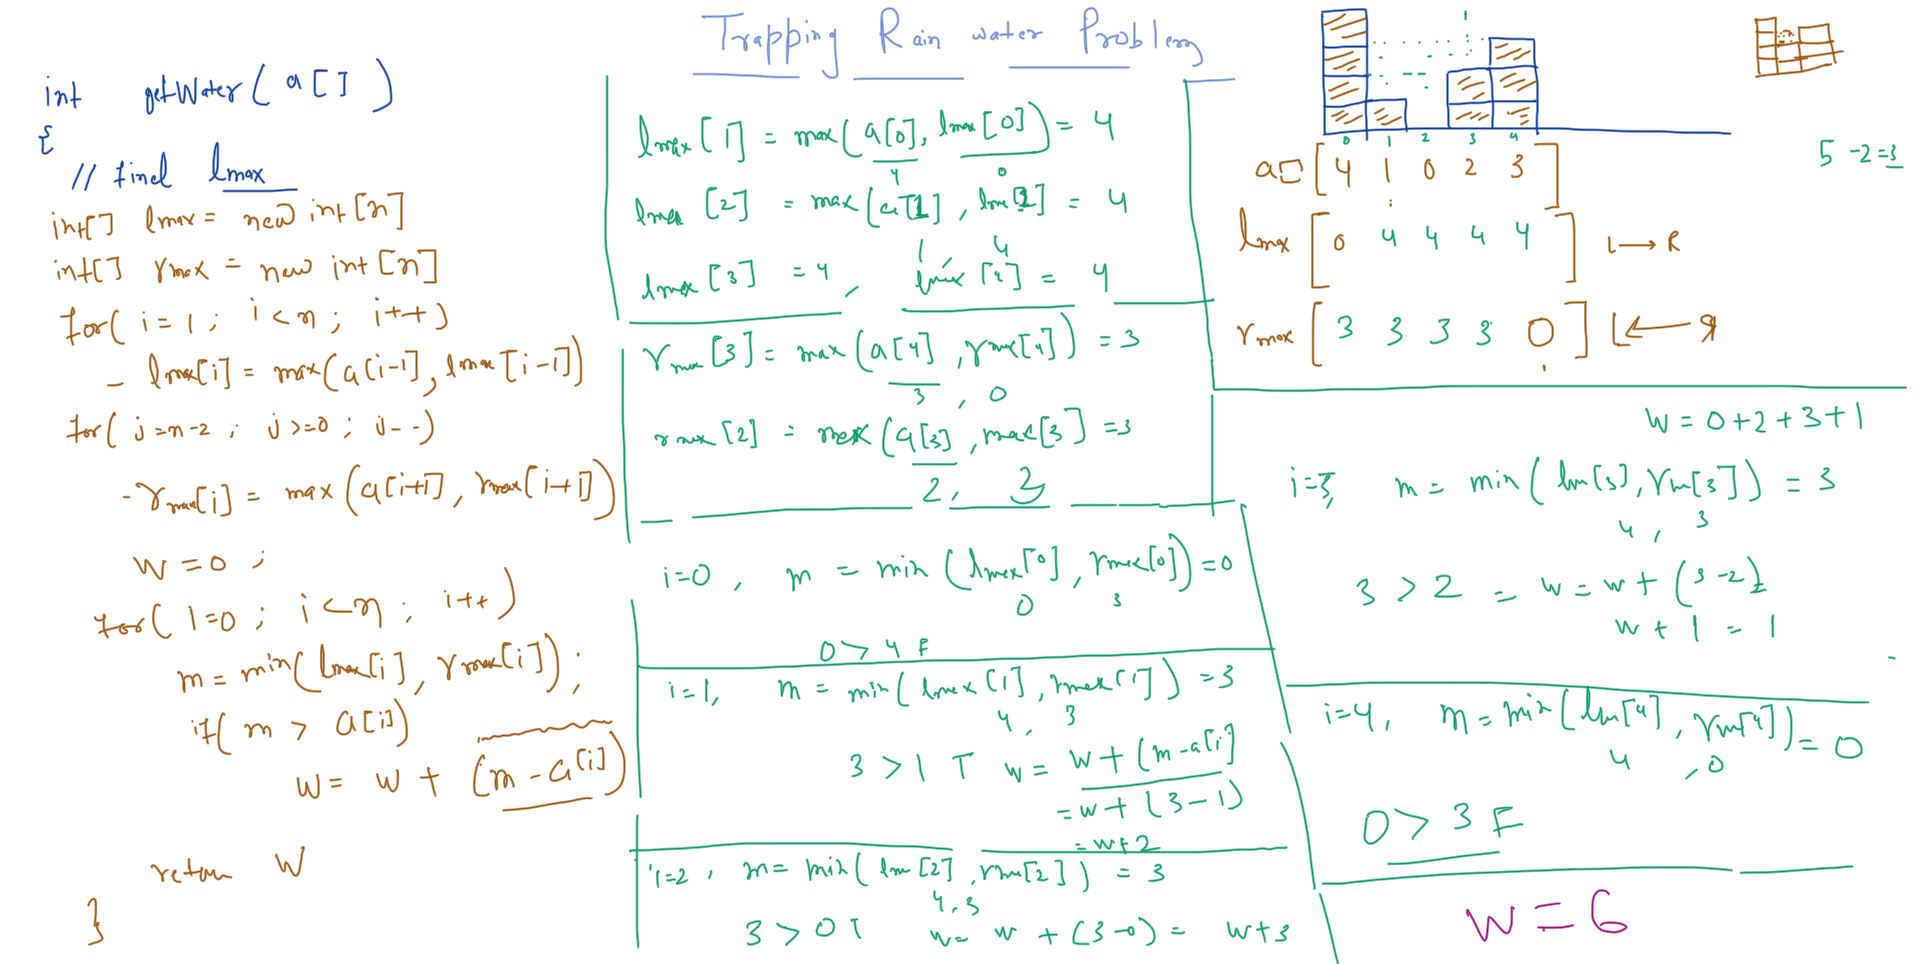 Trapping Rain water Problem
int getWater( a[] )
{
// find lmax
int[] lmax = new int[n]
int[] rmax = new int[n]
for( i=1 ; i<n ; i++)
- lmax[i] = max(a[i-1], lmax[i-1])
for( j=n-2 ; j>=0 ; j--)
- rmax[i] = max(a[i+1], rmax[i+1])
w=0 ;
for( i=0 ; i<n ; i++)
m = min(lmax[i], rmax[i]);
if( m > a[i])
w = w + (m-a[i])
return w
}
lmax[1] = max(a[0], lmax[0]) = 4
4 0
lmax[2] = max(a[1], lm[1]] = 4
1 4
lmax[3] = 4, lmax[4] = 4
rmax[3] = max(a[4], rmax[4]) = 3
3 , 0
rmax[2] = max(a[3], max[3]) = 3
2, 3
i=0 , m = min(lmax[0], rmax[0]) = 0
0 3
0 > 4 F
i=1, m = min(lmax[1], rmax[1]) = 3
4, 3
3 > 1 T w = w + (m-a[i]
= w + (3-1)
= w+2
i=2 , m = min( lm[2], rm[2]) = 3
4, 3
3 > 0 T w = w + (3-0) = w+3
0 1 2 3 4
a[] [4 1 0 2 3]
5-2=3
lmax [0 4 4 4 4] L→R
rmax [3 3 3 3 0] L←R
w = 0+2+3+1
i=3, m = min( lm[3], rm[3]) = 3
4, 3
3 > 2 = w = w + (3-2)
w + 1 = 1
i=4, m = min(lm[4], rm[4]) = 0
4, 0
0 > 3 F
w = 6